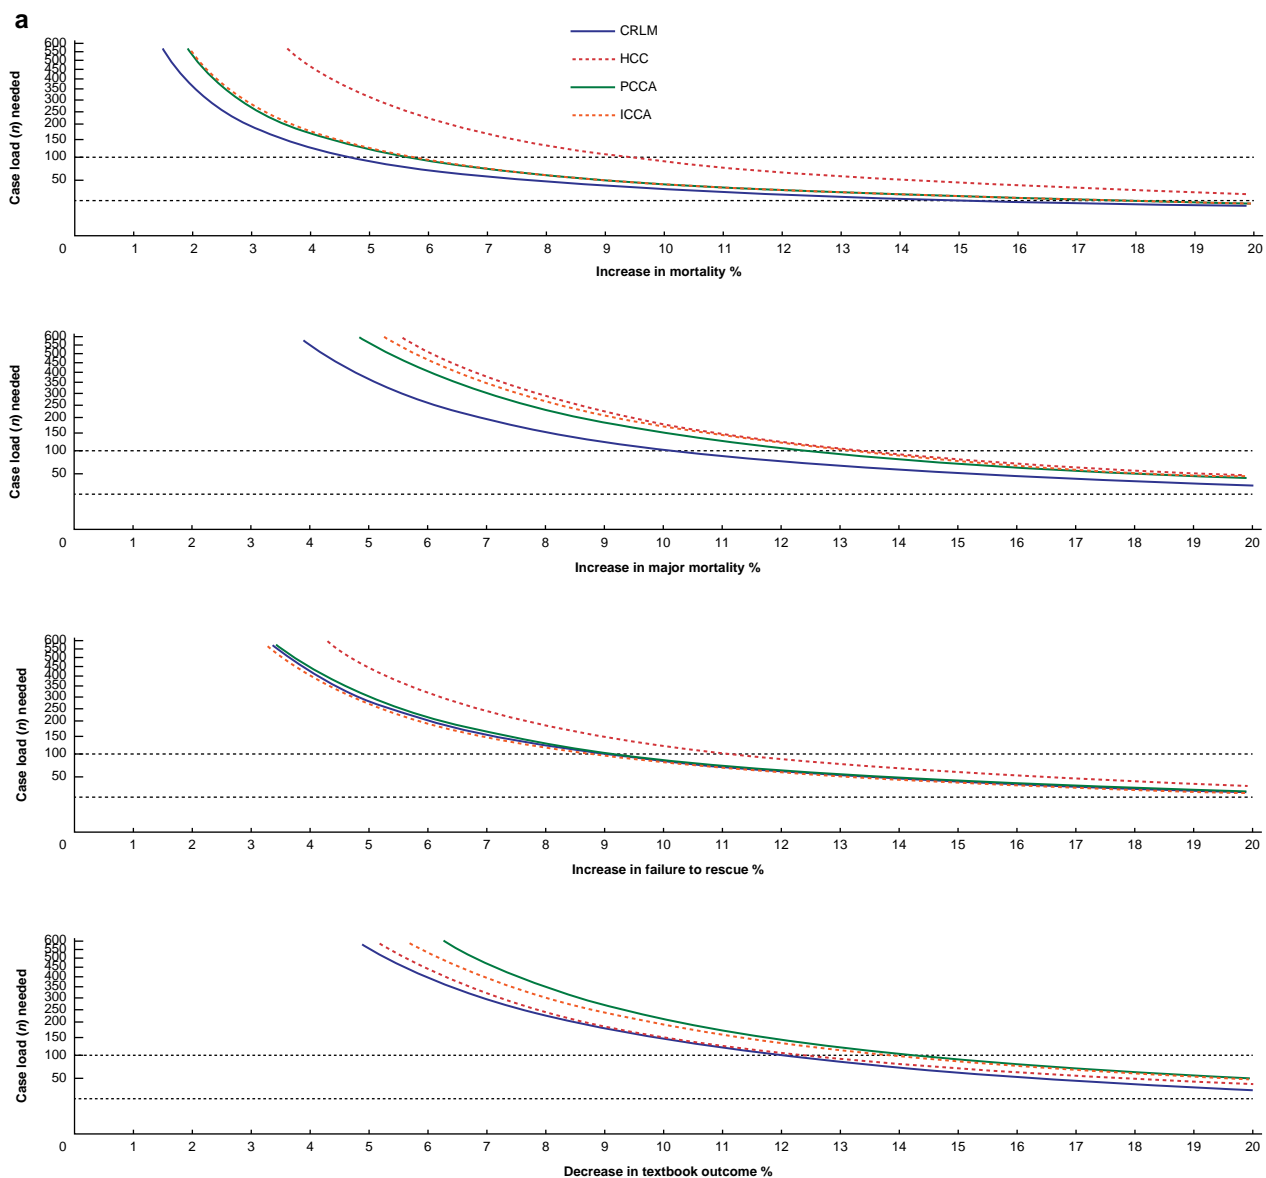 a
CRLM
HCC
PCCA
ICCA
Case load (n) needed
600
550
500
450
400
350
300
250
200
150
100
50
0 1 2 3 4 5 6 7 8 9 10 11 12 13 14 15 16 17 18 19 20
Increase in mortality %
Case load (n) needed
600
550
500
450
400
350
300
250
200
150
100
50
0 1 2 3 4 5 6 7 8 9 10 11 12 13 14 15 16 17 18 19 20
Increase in major mortality %
Case load (n) needed
600
550
500
450
400
350
300
250
200
150
100
50
0 1 2 3 4 5 6 7 8 9 10 11 12 13 14 15 16 17 18 19 20
Increase in failure to rescue %
Case load (n) needed
600
550
500
450
400
350
300
250
200
150
100
50
0 1 2 3 4 5 6 7 8 9 10 11 12 13 14 15 16 17 18 19 20
Decrease in textbook outcome %